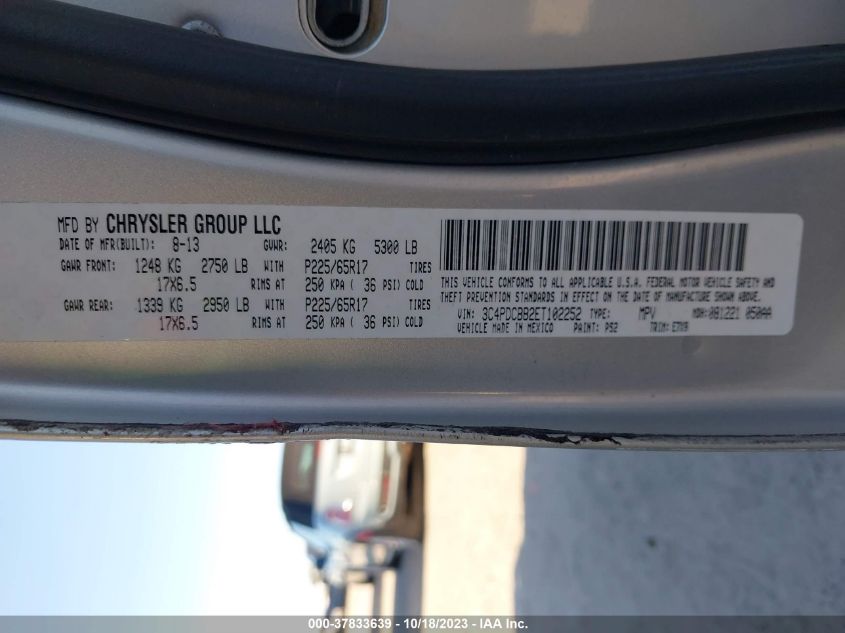 MFD BY CHRYSLER GROUP LLC
DATE OF MFR(BUILT): 8-13 GVWR: 2405 KG 5300 LB
GAWR FRONT: 1248 KG 2750 LB WITH P225/65R17 TIRES
17X6.5 RIMS AT 250 KPA ( 36 PSI) COLD
GAWR REAR: 1339 KG 2950 LB WITH P225/65R17 TIRES
17X6.5 RIMS AT 250 KPA ( 36 PSI) COLD
THIS VEHICLE CONFORMS TO ALL APPLICABLE U.S.A. FEDERAL MOTOR VEHICLE SAFETY AND
THEFT PREVENTION STANDARDS IN EFFECT ON THE DATE OF MANUFACTURE SHOWN ABOVE.
VIN: 3C4PDCBB2ET102252 TYPE: MPV MDH: 081221 050AA
VEHICLE MADE IN MEXICO PAINT: PS2 TRIM: E7X9
000-37833639 - 10/18/2023 - IAA Inc.